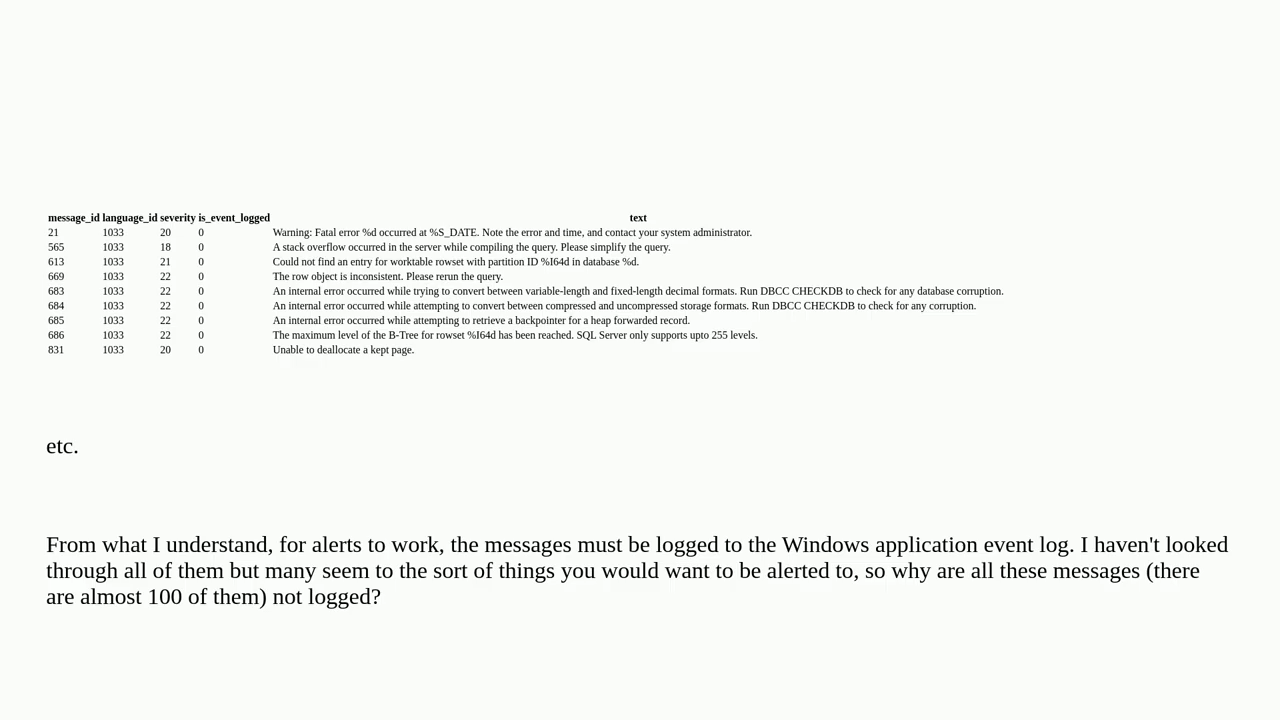 message_id language_id severity is_event_logged text
21 1033 20 0 Warning: Fatal error %d occurred at %S_DATE. Note the error and time, and contact your system administrator.
565 1033 18 0 A stack overflow occurred in the server while compiling the query. Please simplify the query.
613 1033 21 0 Could not find an entry for worktable rowset with partition ID %I64d in database %d.
669 1033 22 0 The row object is inconsistent. Please rerun the query.
683 1033 22 0 An internal error occurred while trying to convert between variable-length and fixed-length decimal formats. Run DBCC CHECKDB to check for any database corruption.
684 1033 22 0 An internal error occurred while attempting to convert between compressed and uncompressed storage formats. Run DBCC CHECKDB to check for any corruption.
685 1033 22 0 An internal error occurred while attempting to retrieve a backpointer for a heap forwarded record.
686 1033 22 0 The maximum level of the B-Tree for rowset %I64d has been reached. SQL Server only supports upto 255 levels.
831 1033 20 0 Unable to deallocate a kept page.
etc.
From what I understand, for alerts to work, the messages must be logged to the Windows application event log. I haven't looked
through all of them but many seem to the sort of things you would want to be alerted to, so why are all these messages (there
are almost 100 of them) not logged?